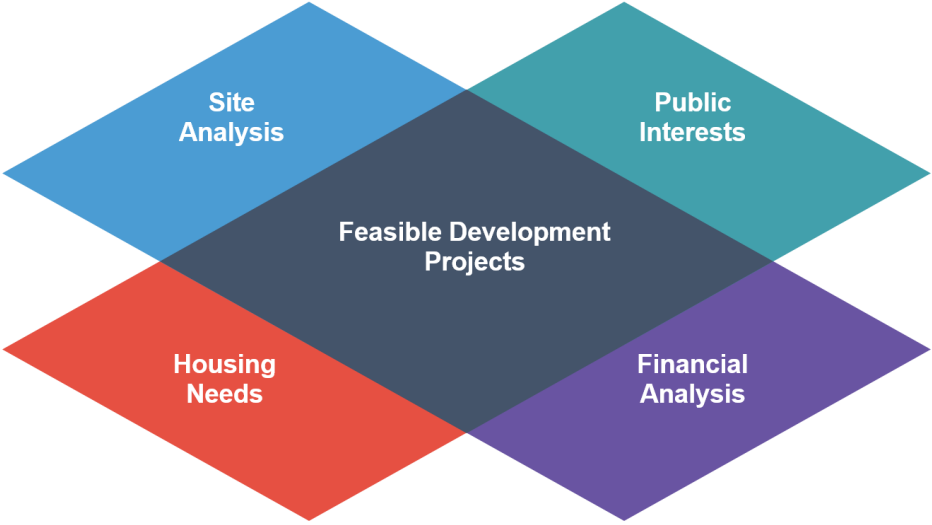 Site
Analysis
Public
Interests
Feasible Development
Projects
Housing
Needs
Financial
Analysis